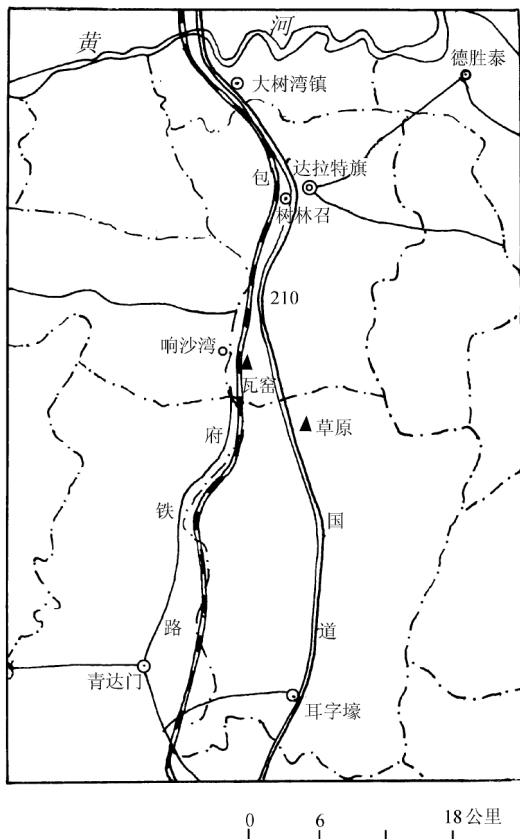 黄
河
德胜泰
大树湾镇
达拉特旗
包
树林召
210
响沙湾
瓦窑
草原
府
铁
国
路
道
青达门
耳字壕
0 6 18公里